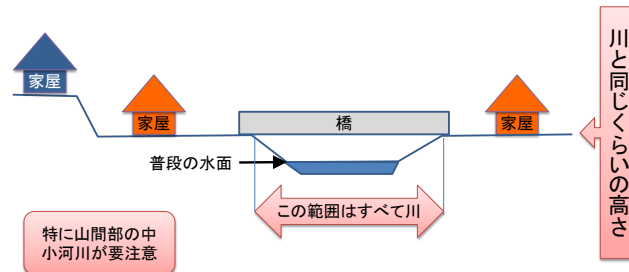 家屋
家屋
橋
家屋
川と同じくらいの高さ
普段の水面
この範囲はすべて川
特に山間部の中
小河川が要注意